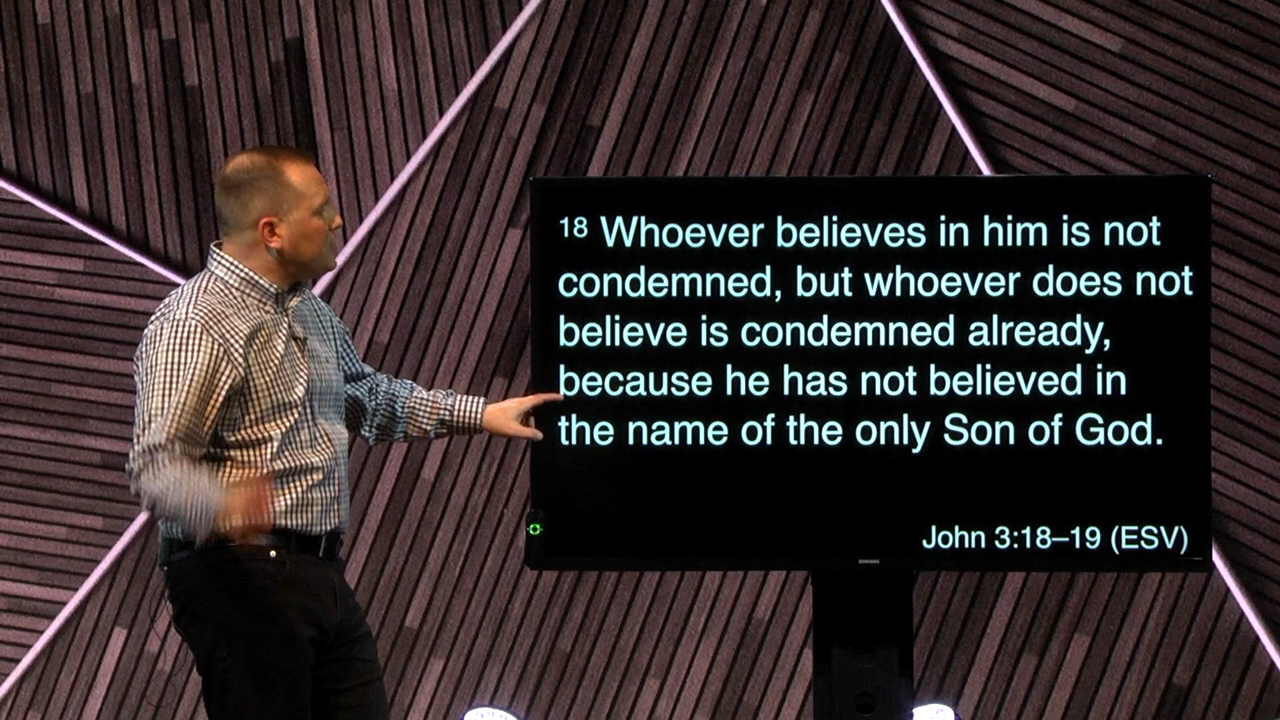 18 Whoever believes in him is not
condemned, but whoever does not
believe is condemned already,
because he has not believed in
the name of the only Son of God.
John 3:18–19 (ESV)